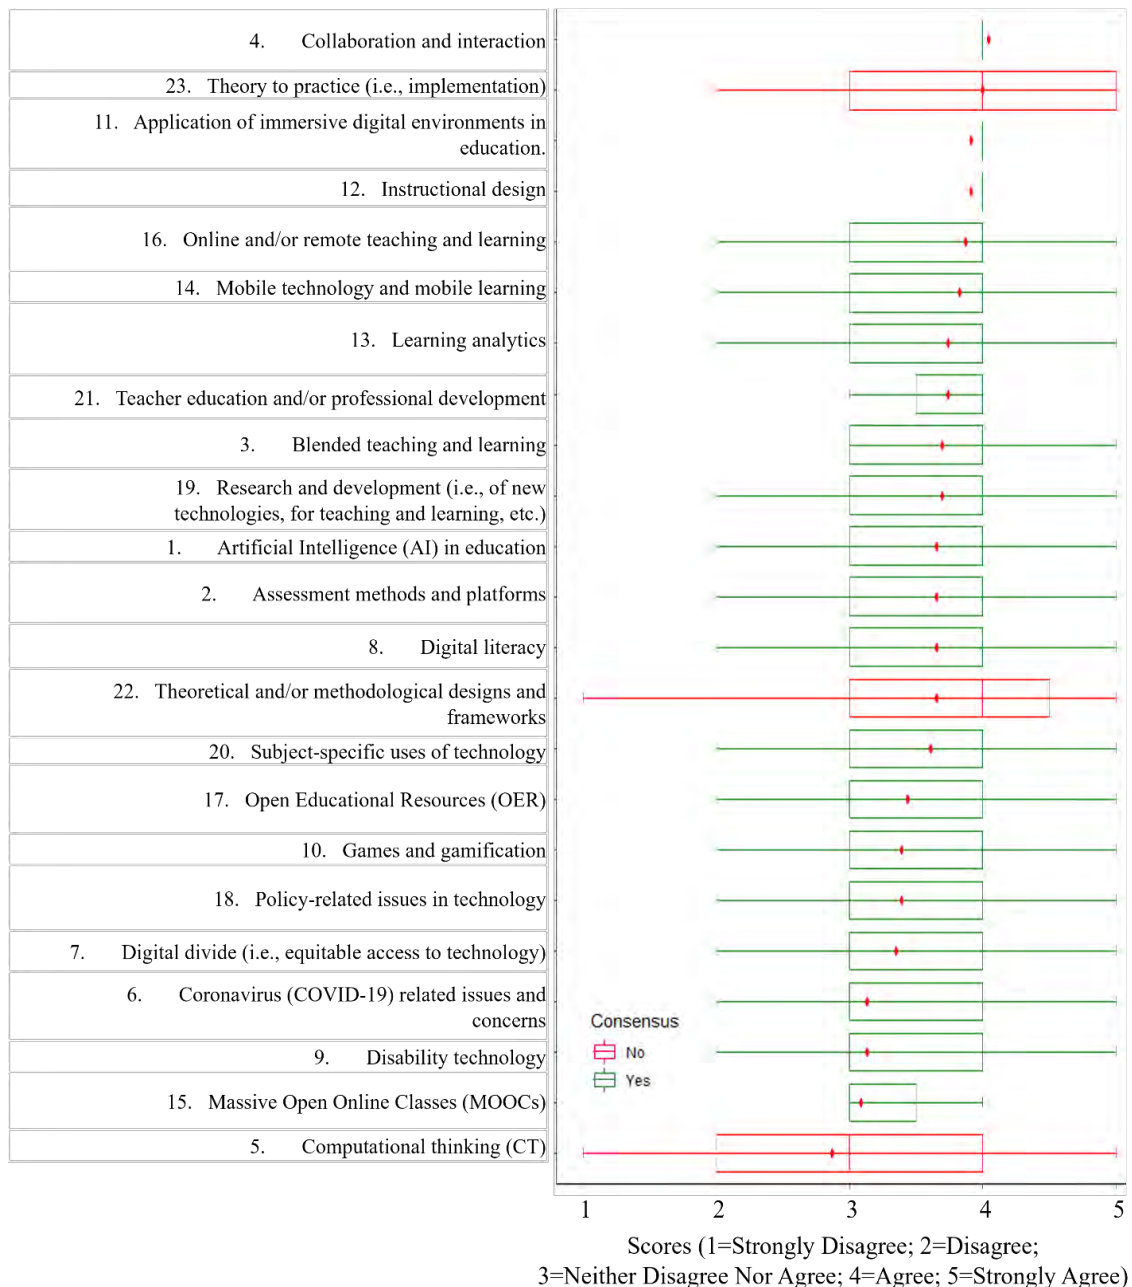 4. Collaboration and interaction
23. Theory to practice (i.e., implementation)
11. Application of immersive digital environments in
education.
12. Instructional design
16. Online and/or remote teaching and learning
14. Mobile technology and mobile learning
13. Learning analytics
21. Teacher education and/or professional development
3. Blended teaching and learning
19. Research and development (i.e., of new
technologies, for teaching and learning, etc.)
1. Artificial Intelligence (AI) in education
2. Assessment methods and platforms
8. Digital literacy
22. Theoretical and/or methodological designs and
frameworks
20. Subject-specific uses of technology
17. Open Educational Resources (OER)
10. Games and gamification
18. Policy-related issues in technology
7. Digital divide (i.e., equitable access to technology)
6. Coronavirus (COVID-19) related issues and
concerns
9. Disability technology
15. Massive Open Online Classes (MOOCs)
5. Computational thinking (CT)
Consensus
No
Yes
1 2 3 4 5
Scores (1=Strongly Disagree; 2=Disagree;
3=Neither Disagree Nor Agree; 4=Agree; 5=Strongly Agree)